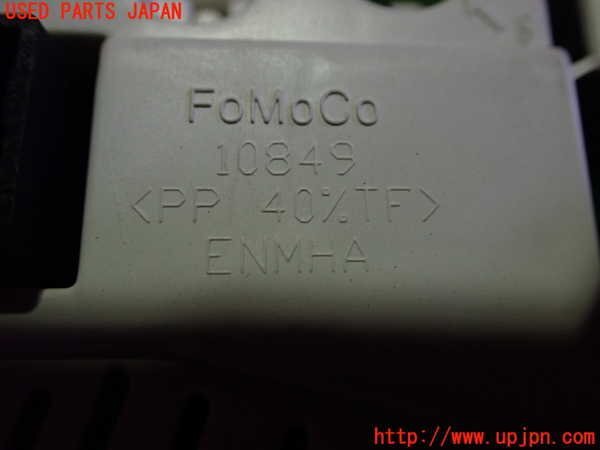 USED PARTS JAPAN
FoMoCo
10849
<PP 40%TF>
ENMHA
http://www.upjpn.com/